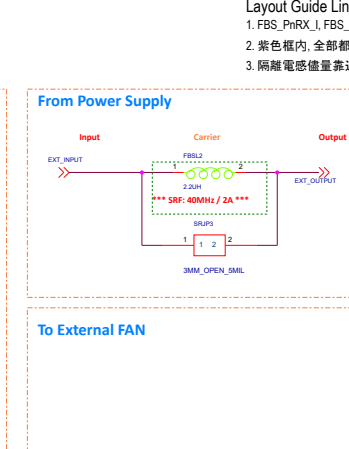 Layout Guide Lin
1. FBS_PnRX_I, FBS_
2. 紫色框內, 全部都
3. 隔離電感儘量靠
From Power Supply
Input Carrier Output
EXT_INPUT FBSL2
1 2
EXT_OUTPUT
2.2UH
*** SRF: 40MHz / 2A ***
SRJP3
1 1 2 2
3MM_OPEN_5MIL
To External FAN